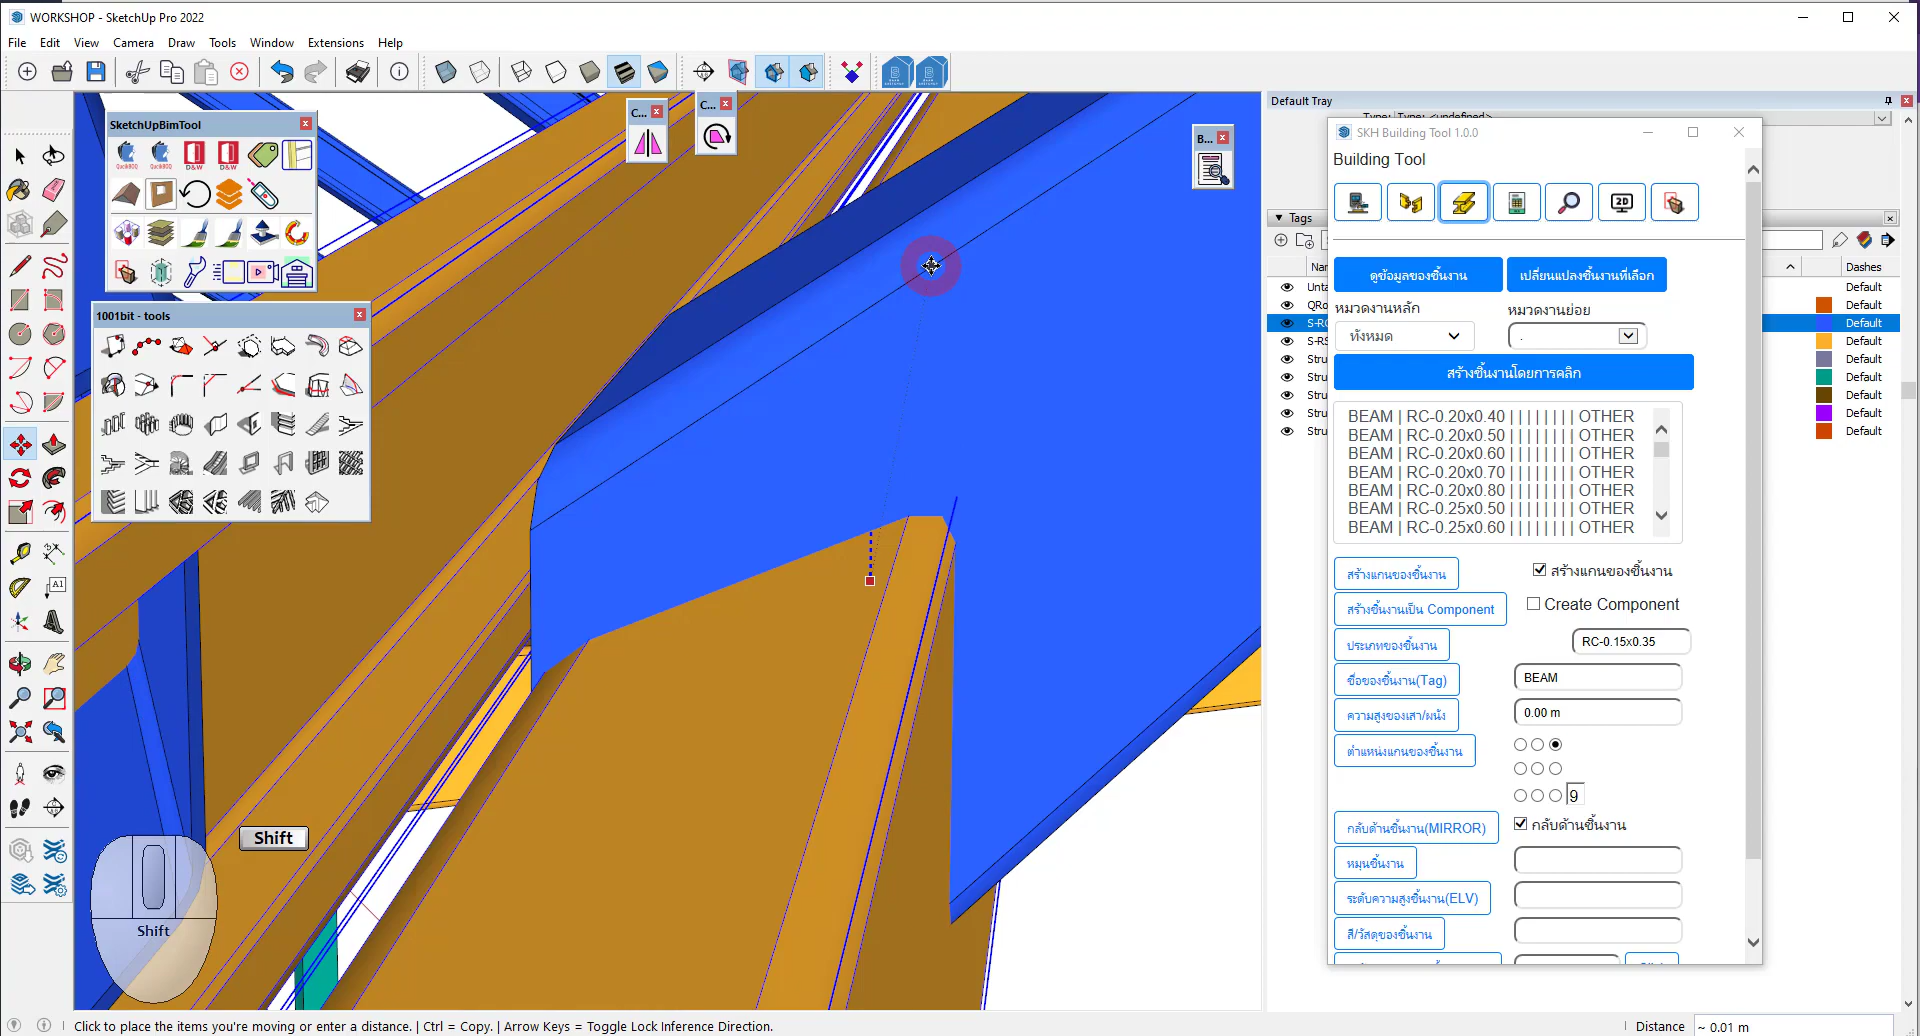 WORKSHOP - SketchUp Pro 2022
File Edit View Camera Draw Tools Window Extensions Help
Default Tray
SketchUpBimTool
C...
C...
B...
QuickBOQ QuickBOQ D&W D&W
1001bit - tools
A1
Shift
Shift
Tags
Dashes
Unta Default
QRo Default
S-RC Default
S-RS Default
Stru Default
Stru Default
Stru Default
Stru Default
Stru Default
SKH Building Tool 1.0.0
Building Tool
2D
ดูข้อมูลของชิ้นงาน เปลี่ยนแปลงชิ้นงานที่เลือก
หมวดงานหลัก หมวดงานย่อย
ทั้งหมด .
สร้างชิ้นงานโดยการคลิก
BEAM | RC-0.20x0.40 | | | | | | | | OTHER
BEAM | RC-0.20x0.50 | | | | | | | | OTHER
BEAM | RC-0.20x0.60 | | | | | | | | OTHER
BEAM | RC-0.20x0.70 | | | | | | | | OTHER
BEAM | RC-0.20x0.80 | | | | | | | | OTHER
BEAM | RC-0.25x0.50 | | | | | | | | OTHER
BEAM | RC-0.25x0.60 | | | | | | | | OTHER
สร้างแกนของชิ้นงาน สร้างแกนของชิ้นงาน
สร้างชิ้นงานเป็น Component Create Component
ประเภทของชิ้นงาน RC-0.15x0.35
ชื่อของชิ้นงาน(Tag) BEAM
ความสูงของเสา/ผนัง 0.00 m
ตำแหน่งแกนของชิ้นงาน
9
กลับด้านชิ้นงาน(MIRROR) กลับด้านชิ้นงาน
หมุนชิ้นงาน
ระดับความสูงชิ้นงาน(ELV)
สี/วัสดุของชิ้นงาน
Click to place the items you're moving or enter a distance. | Ctrl = Copy. | Arrow Keys = Toggle Lock Inference Direction.
Distance ~ 0.01 m